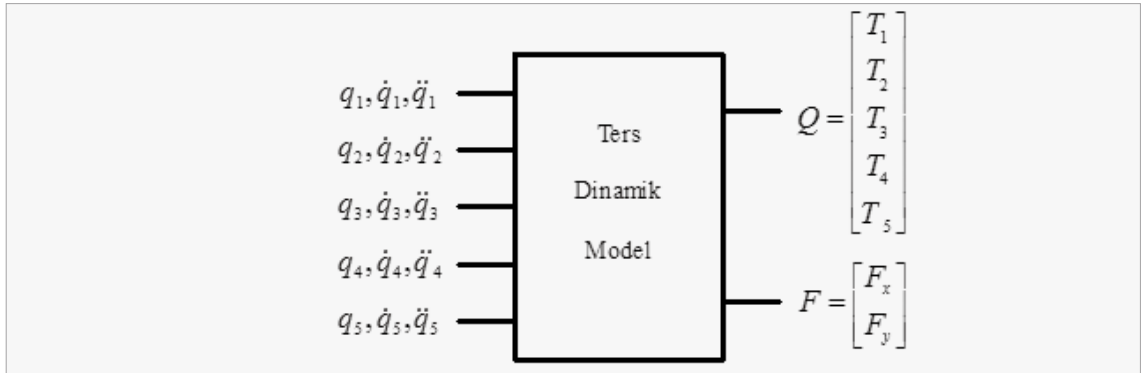 q₁, q̇₁, q̈₁
q₂, q̇₂, q̈₂
q₃, q̇₃, q̈₃
q₄, q̇₄, q̈₄
q₅, q̇₅, q̈₅
Ters
Dinamik
Model
Q = [T₁
T₂
T₃
T₄
T₅]
F = [Fₓ
F_y]